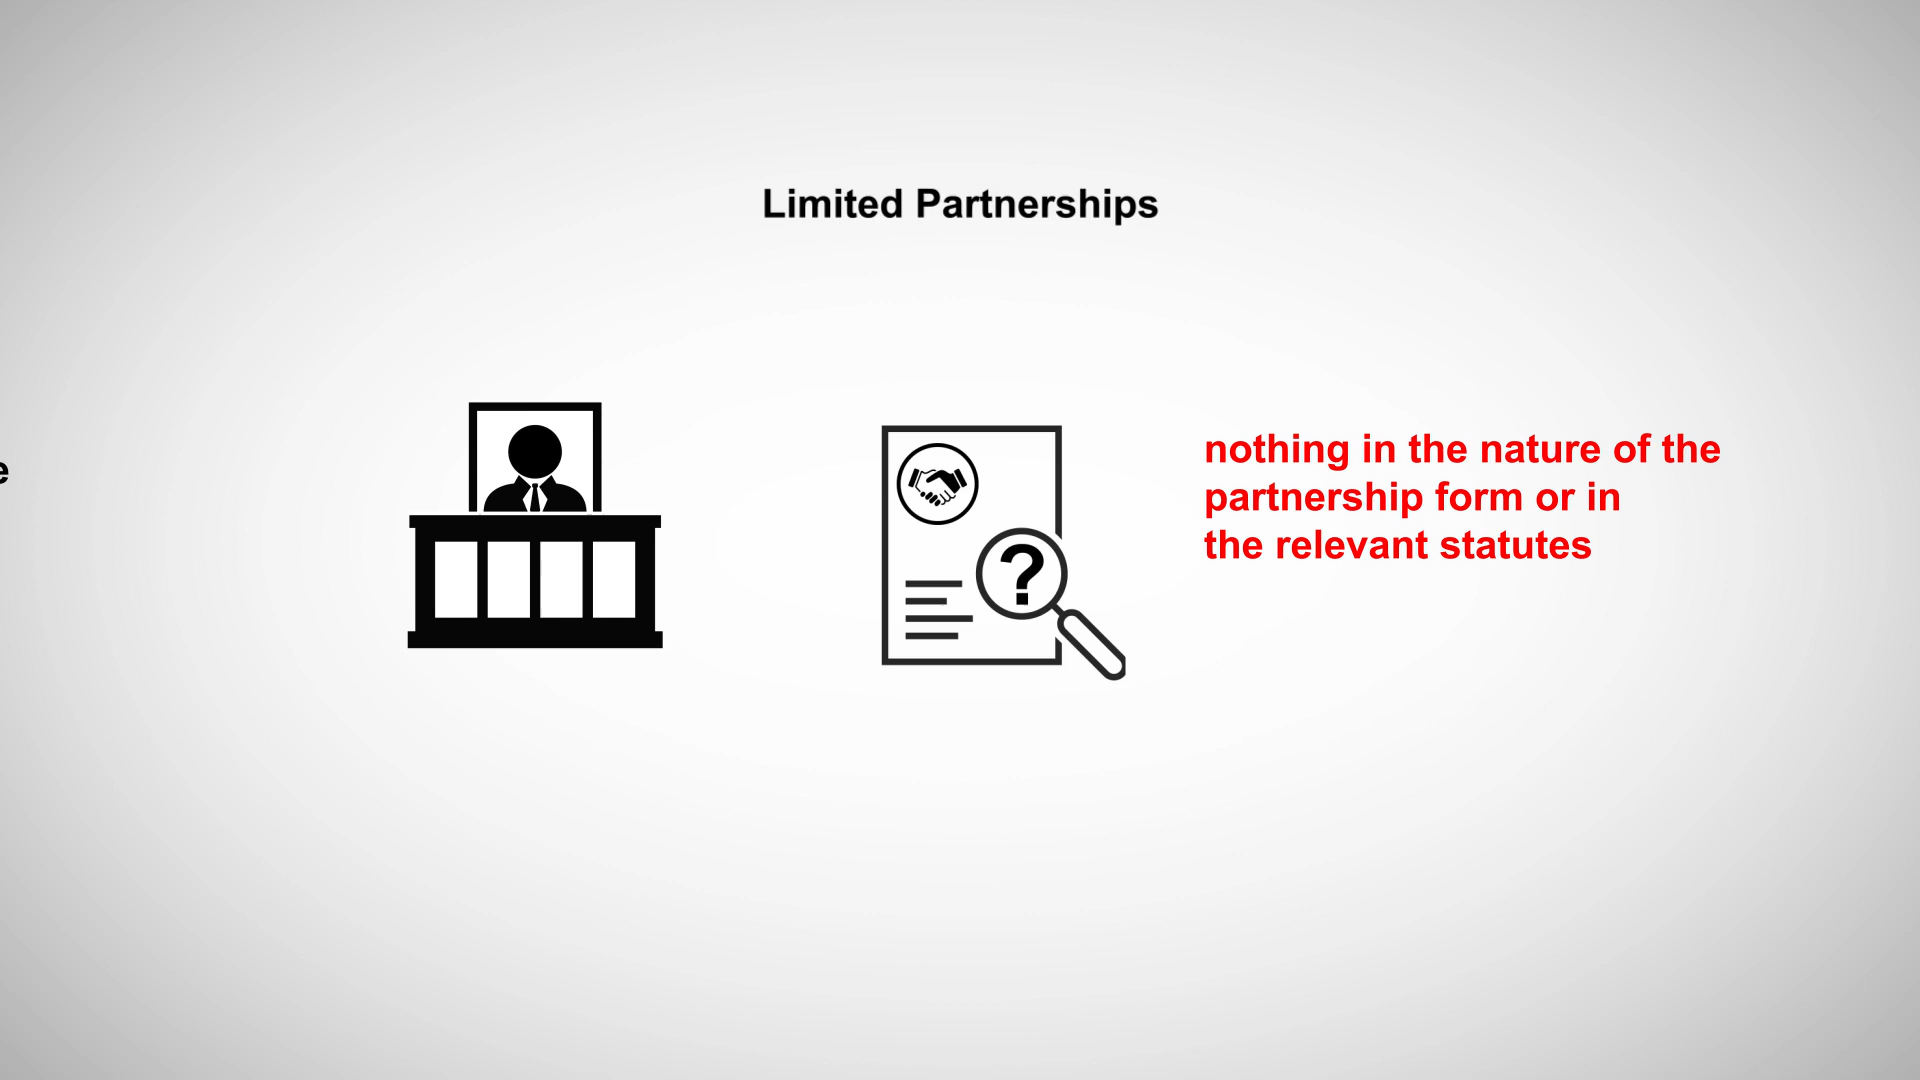 Limited Partnerships
e
nothing in the nature of the
partnership form or in
the relevant statutes
?